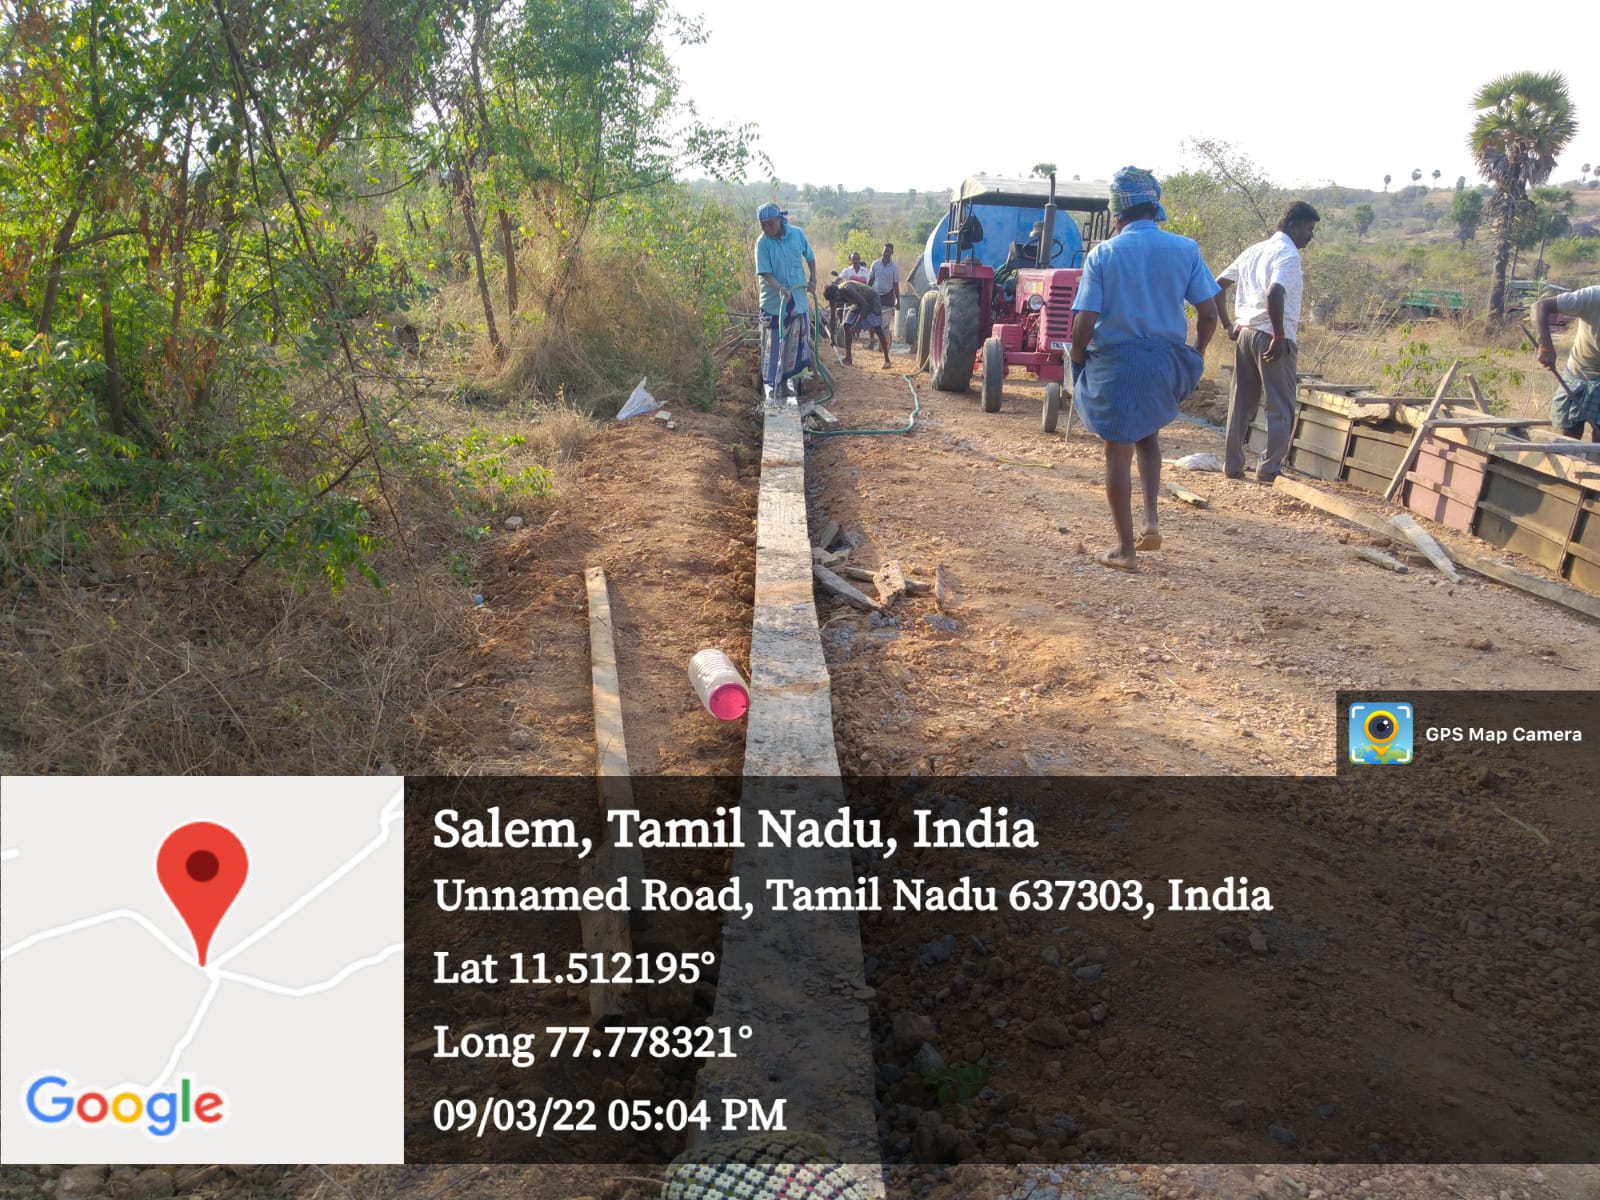 GPS Map Camera
Salem, Tamil Nadu, India
Unnamed Road, Tamil Nadu 637303, India
Lat 11.512195°
Long 77.778321°
09/03/22 05:04 PM
Google